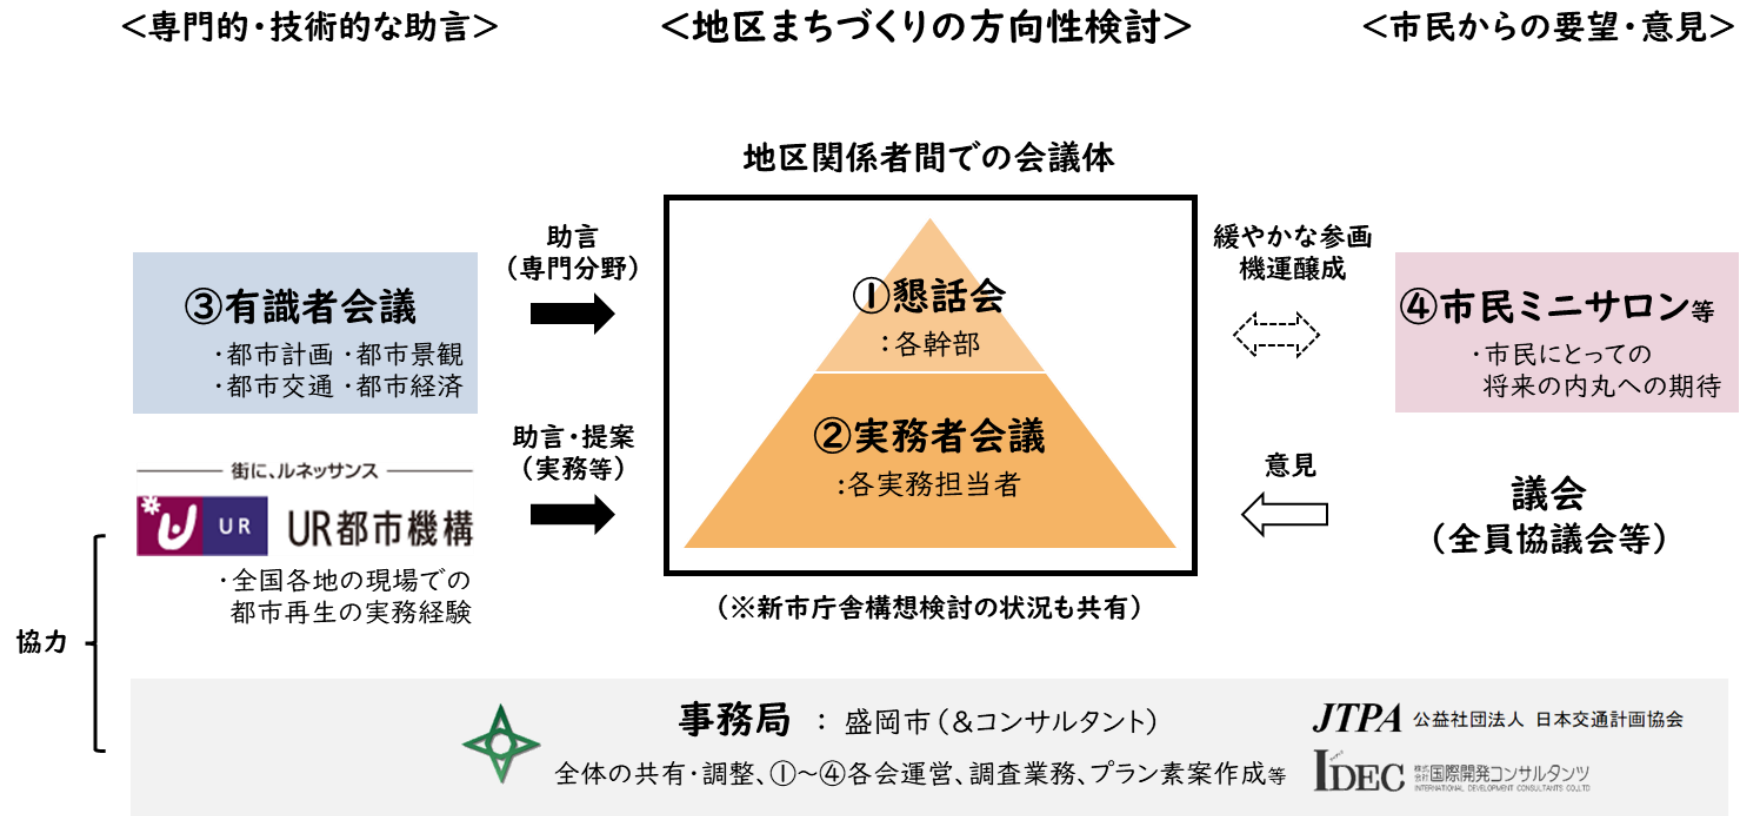 ＜専門的・技術的な助言＞
＜地区まちづくりの方向性検討＞
＜市民からの要望・意見＞
地区関係者間での会議体
③有識者会議
・都市計画・都市景観
・都市交通・都市経済
助言
（専門分野）
①懇話会
：各幹部
②実務者会議
：各実務担当者
緩やかな参画
機運醸成
④市民ミニサロン等
・市民にとっての
将来の内丸への期待
街に、ルネッサンス
UR
UR都市機構
・全国各地の現場での
都市再生の実務経験
助言・提案
（実務等）
意見
議会
（全員協議会等）
（※新市庁舎構想検討の状況も共有）
協力
事務局 ： 盛岡市（＆コンサルタント）
全体の共有・調整、①～④各会運営、調査業務、プラン素案作成等
JTPA 公益社団法人 日本交通計画協会
IDEC 株式会社国際開発コンサルタンツ
INTERNATIONAL DEVELOPMENT CONSULTANTS CO.,LTD